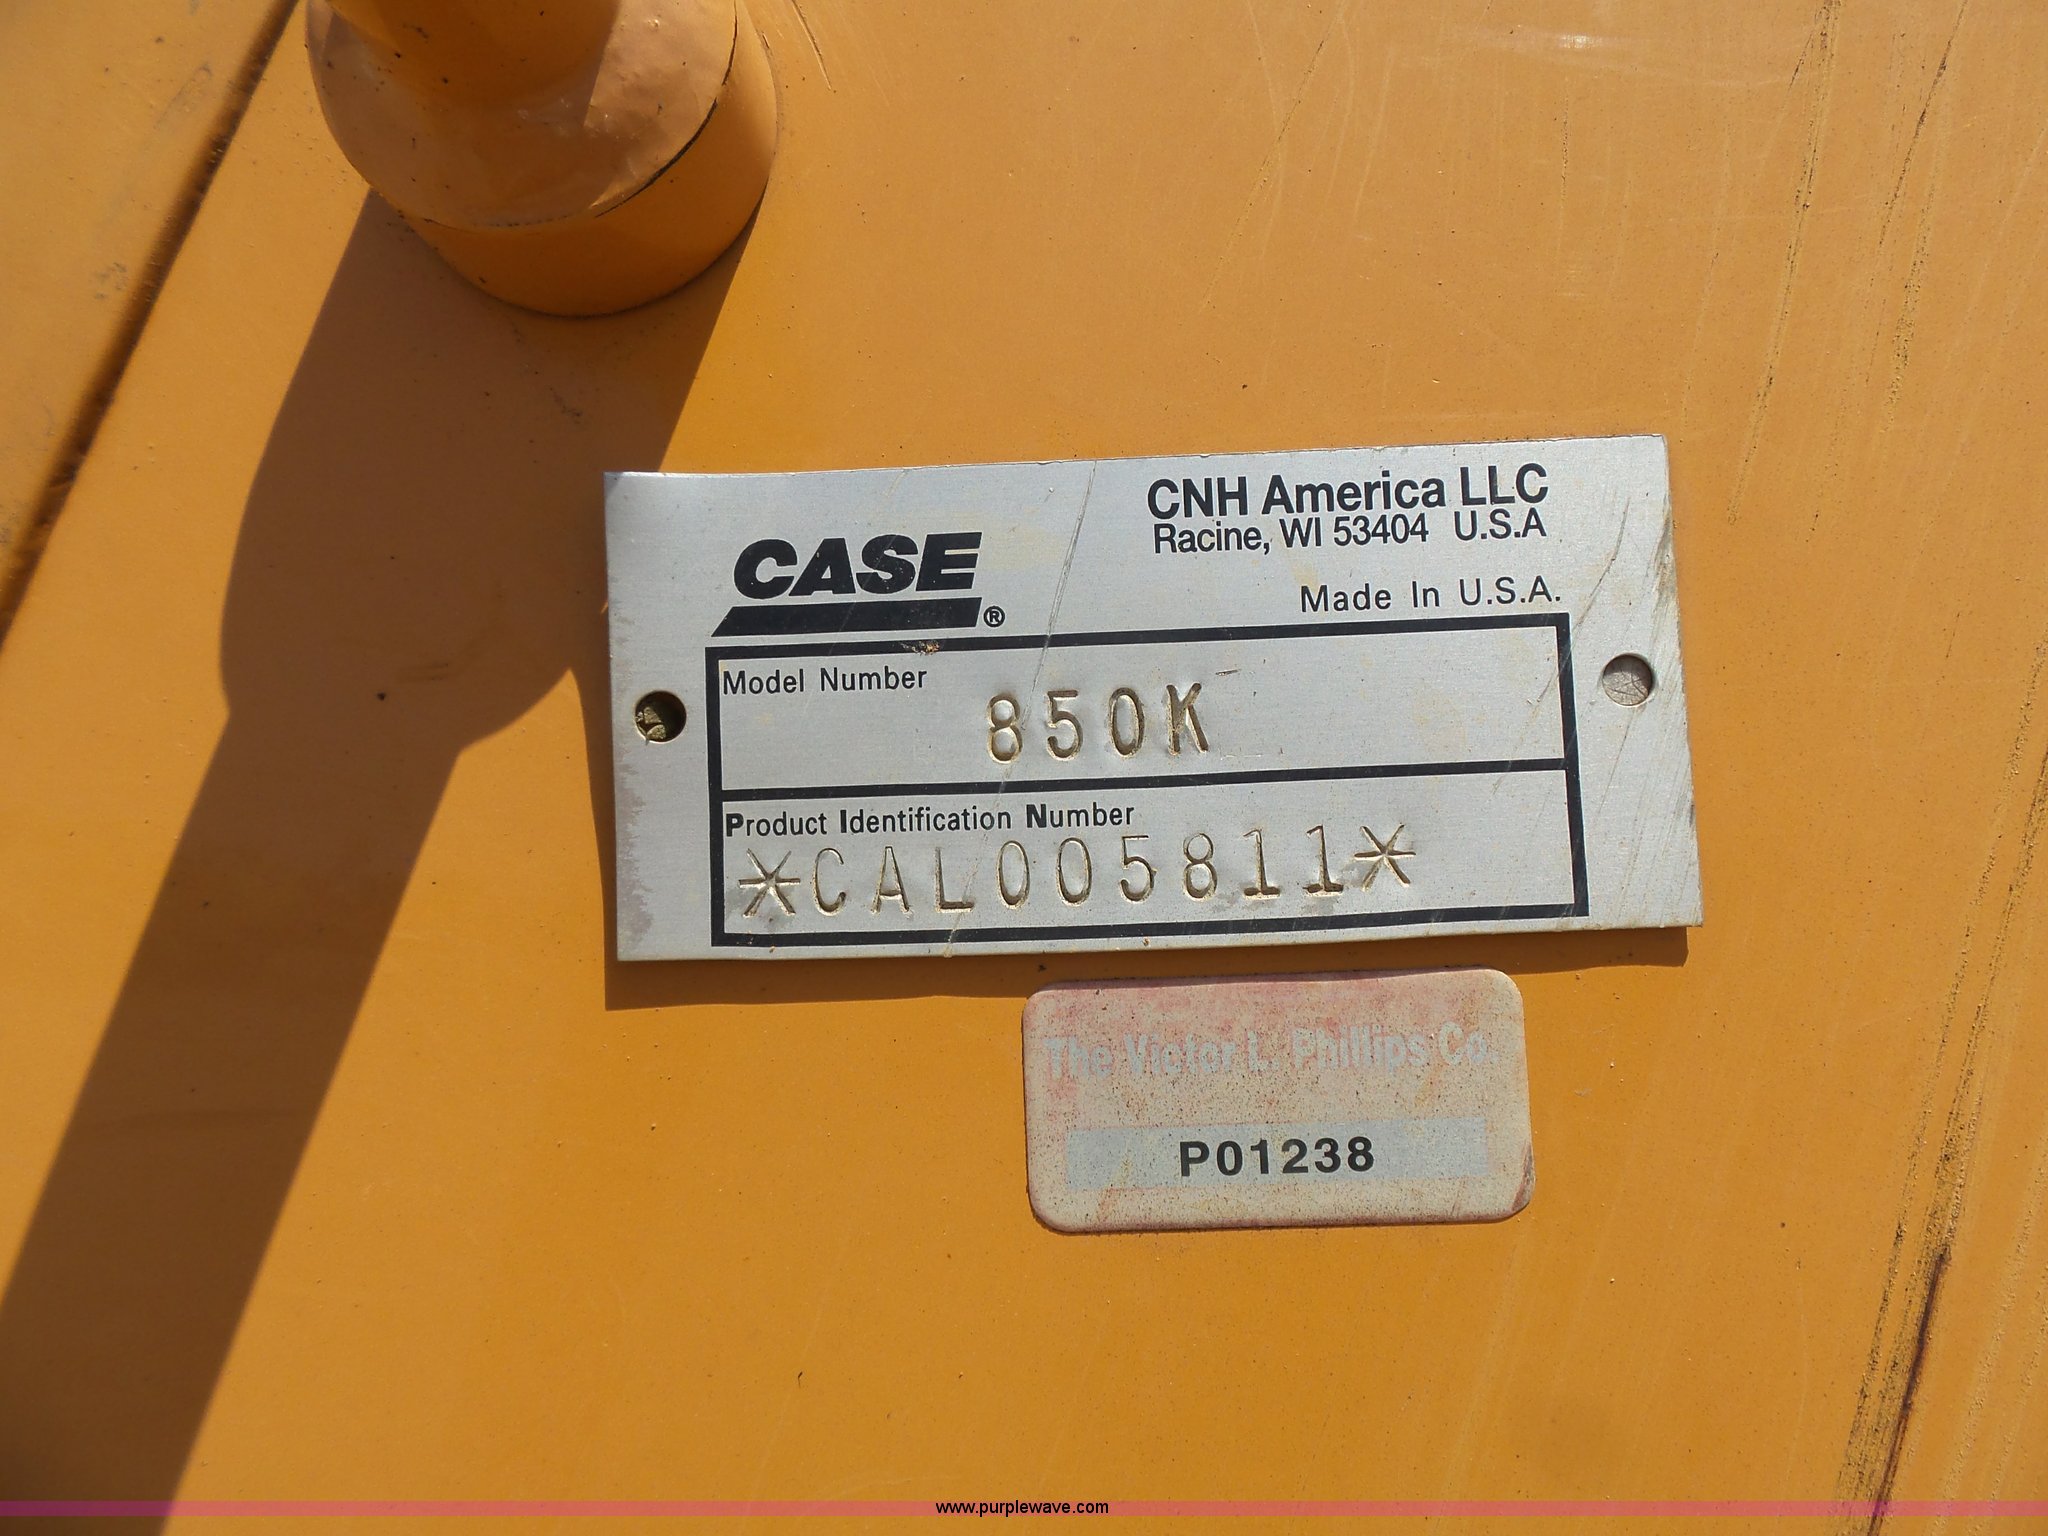 CNH America LLC
Racine, WI 53404 U.S.A
CASE®
Made In U.S.A.
Model Number
850K
Product Identification Number
*CAL005811*
The Victor L. Phillips Co.
P01238
www.purplewave.com